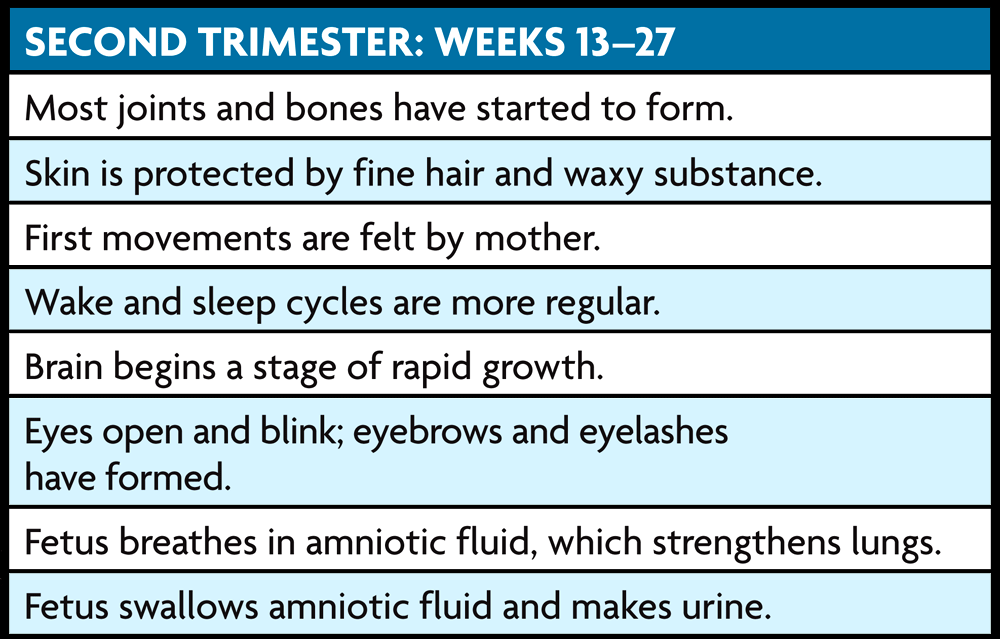 SECOND TRIMESTER: WEEKS 13–27
Most joints and bones have started to form.
Skin is protected by fine hair and waxy substance.
First movements are felt by mother.
Wake and sleep cycles are more regular.
Brain begins a stage of rapid growth.
Eyes open and blink; eyebrows and eyelashes
have formed.
Fetus breathes in amniotic fluid, which strengthens lungs.
Fetus swallows amniotic fluid and makes urine.